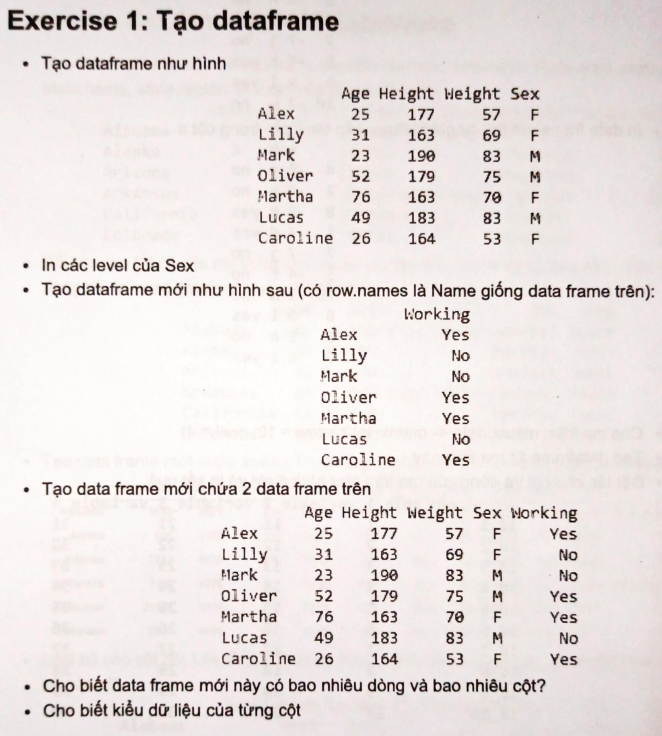 Exercise 1: Tạo dataframe
• Tạo dataframe như hình
Age Height Weight Sex
Alex 25 177 57 F
Lilly 31 163 69 F
Mark 23 190 83 M
Oliver 52 179 75 M
Martha 76 163 70 F
Lucas 49 183 83 M
Caroline 26 164 53 F
• In các level của Sex
• Tạo dataframe mới như hình sau (có row.names là Name giống data frame trên):
Working
Alex Yes
Lilly No
Mark No
Oliver Yes
Martha Yes
Lucas No
Caroline Yes
• Tạo data frame mới chứa 2 data frame trên
Age Height Weight Sex Working
Alex 25 177 57 F Yes
Lilly 31 163 69 F No
Mark 23 190 83 M No
Oliver 52 179 75 M Yes
Martha 76 163 70 F Yes
Lucas 49 183 83 M No
Caroline 26 164 53 F Yes
• Cho biết data frame mới này có bao nhiêu dòng và bao nhiêu cột?
• Cho biết kiểu dữ liệu của từng cột